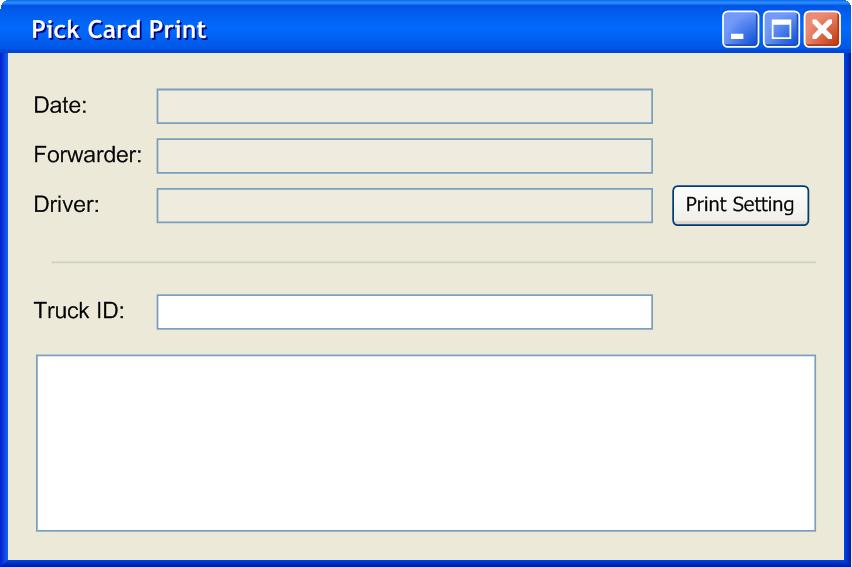 Pick Card Print
Date:
Forwarder:
Driver:
Print Setting
Truck ID: